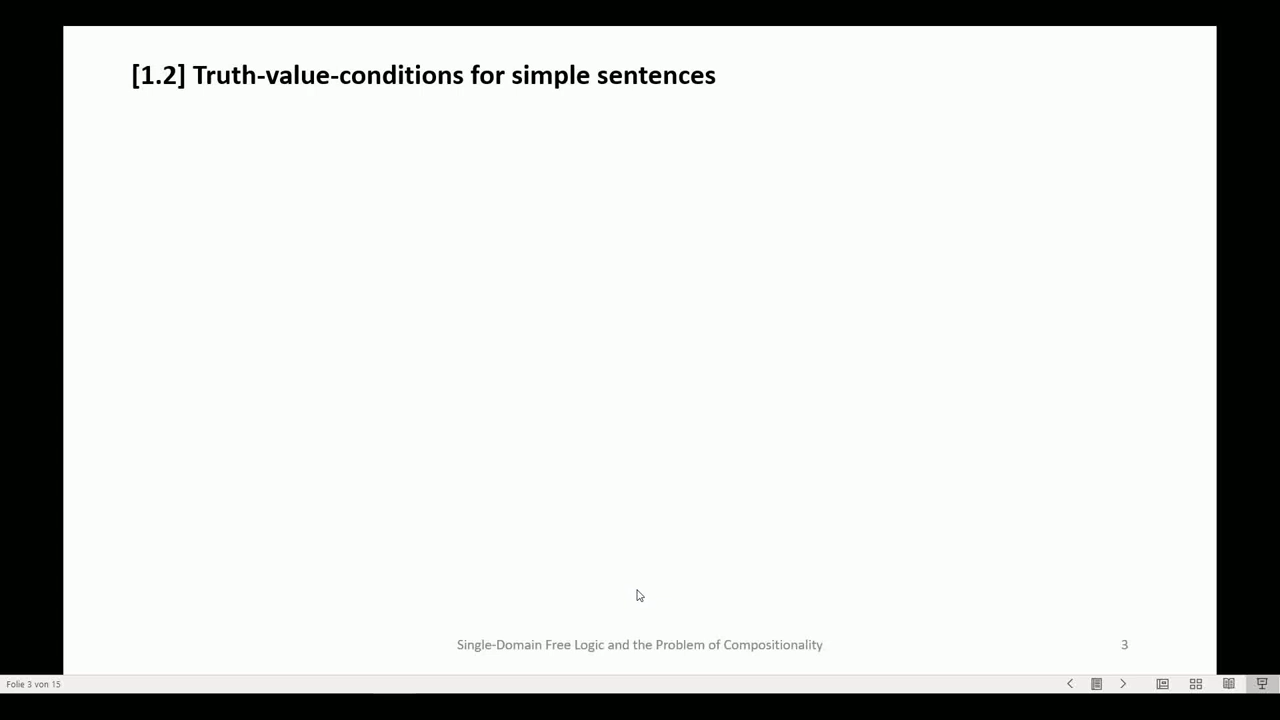 [1.2] Truth-value-conditions for simple sentences
Single-Domain Free Logic and the Problem of Compositionality
3
Folie 3 von 15